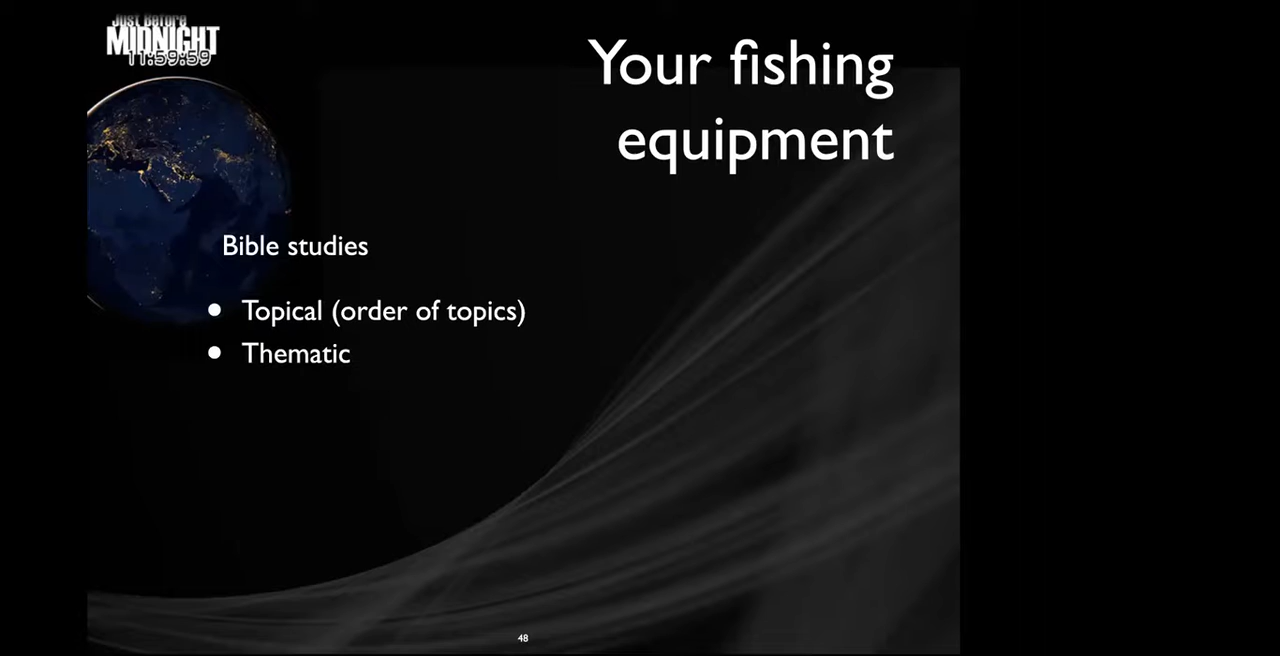 Just Before
MIDNIGHT
11:59:59
Your fishing
equipment
Bible studies
• Topical (order of topics)
• Thematic
48